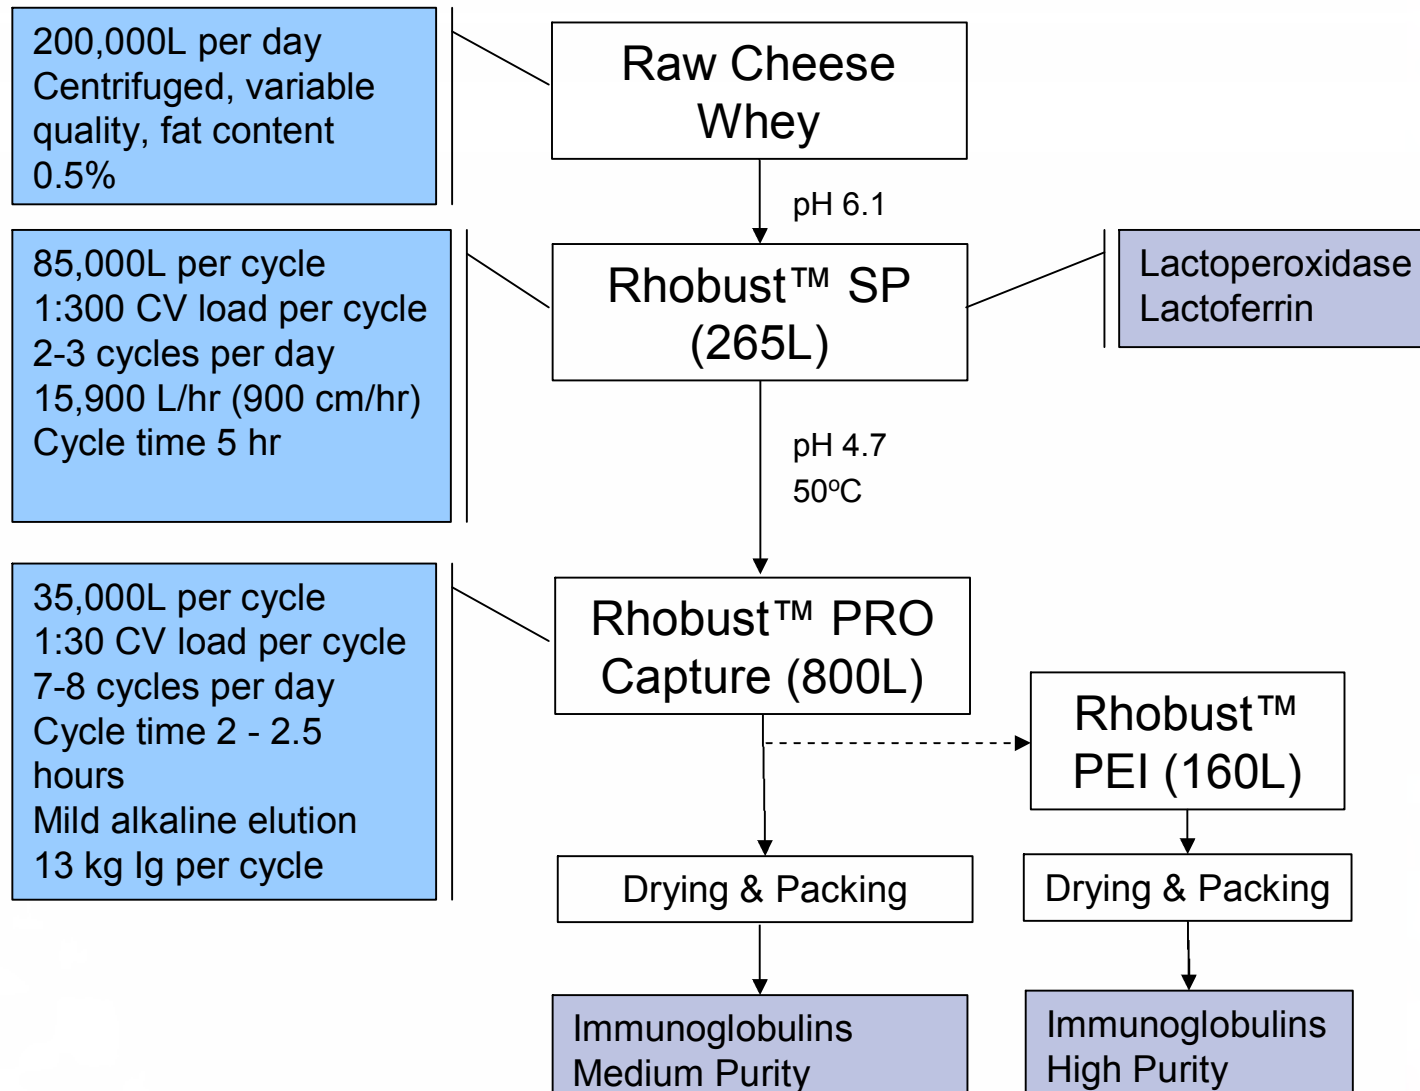 200,000L per day
Centrifuged, variable
quality, fat content
0.5%
Raw Cheese
Whey
pH 6.1
85,000L per cycle
1:300 CV load per cycle
2-3 cycles per day
15,900 L/hr (900 cm/hr)
Cycle time 5 hr
Rhobust™ SP
(265L)
Lactoperoxidase
Lactoferrin
pH 4.7
50ºC
35,000L per cycle
1:30 CV load per cycle
7-8 cycles per day
Cycle time 2 - 2.5
hours
Mild alkaline elution
13 kg Ig per cycle
Rhobust™ PRO
Capture (800L)
Rhobust™
PEI (160L)
Drying & Packing
Drying & Packing
Immunoglobulins
Medium Purity
Immunoglobulins
High Purity